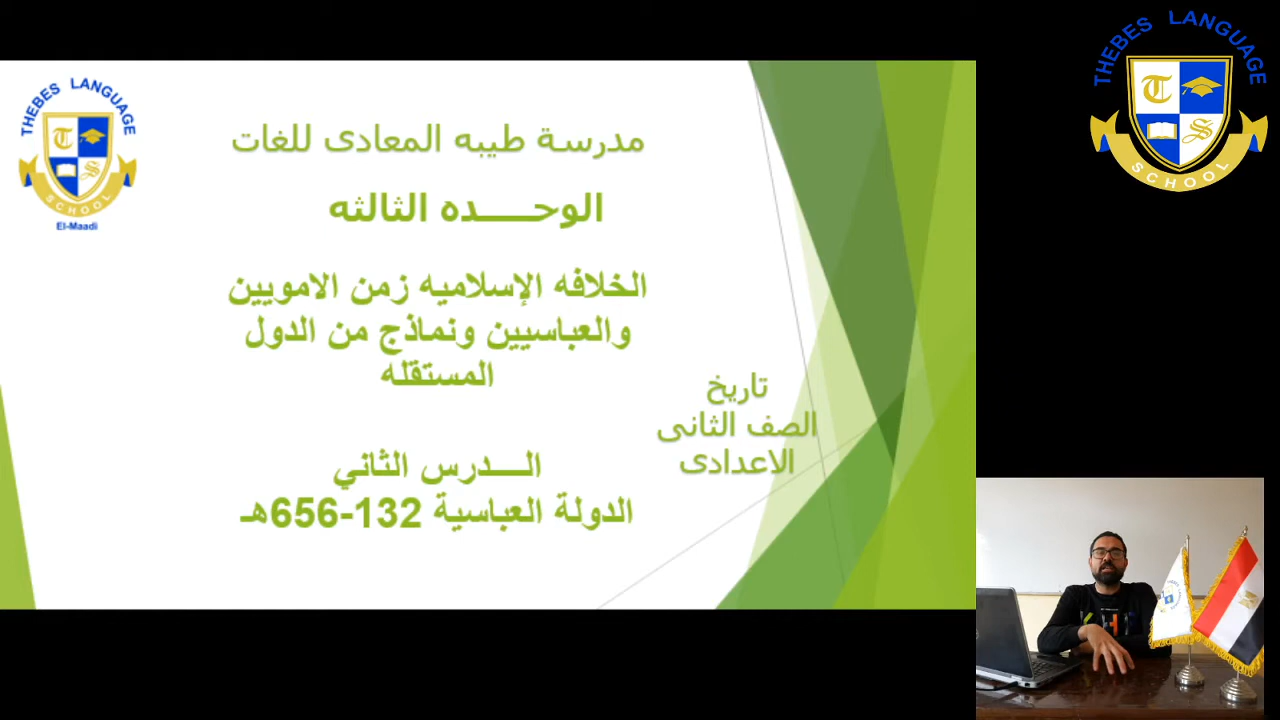 THEBES LANGUAGE
T
S
SCHOOL
El-Maadi
مدرسة طيبه المعادى للغات
الوحـــــده الثالثه
الخلافه الإسلاميه زمن الامويين
والعباسيين ونماذج من الدول
المستقله
تاريخ
الصف الثانى
الاعدادى
الــــدرس الثاني
الدولة العباسية 132-656هـ
THEBES LANGUAGE
T
S
SCHOOL